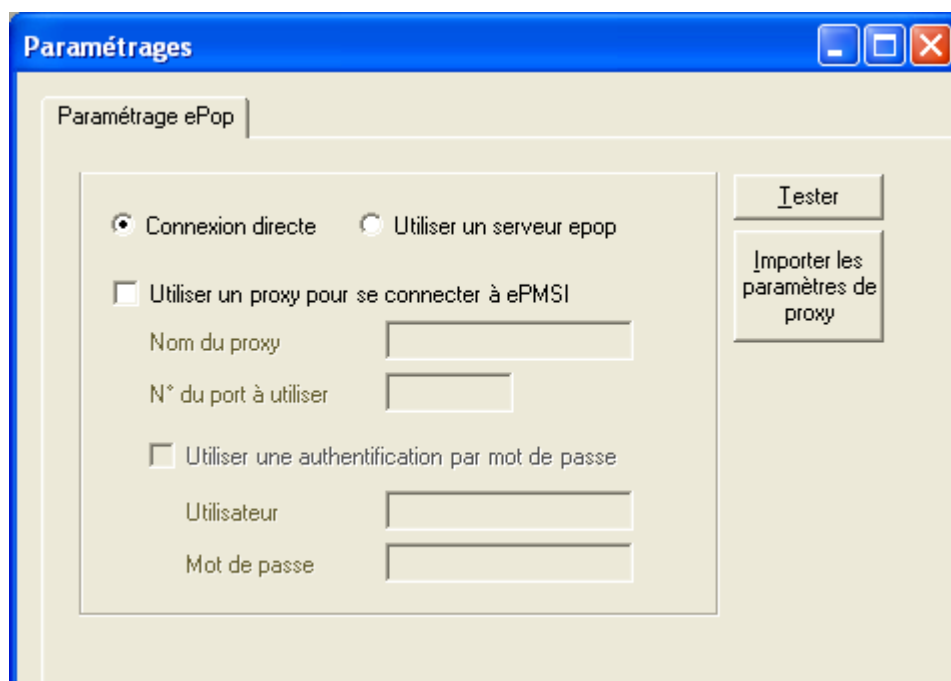 Paramétrages
Paramétrage ePop
Connexion directe
Utiliser un serveur epop
Tester
Importer les
paramètres de
proxy
Utiliser un proxy pour se connecter à ePMSI
Nom du proxy
N° du port à utiliser
Utiliser une authentification par mot de passe
Utilisateur
Mot de passe